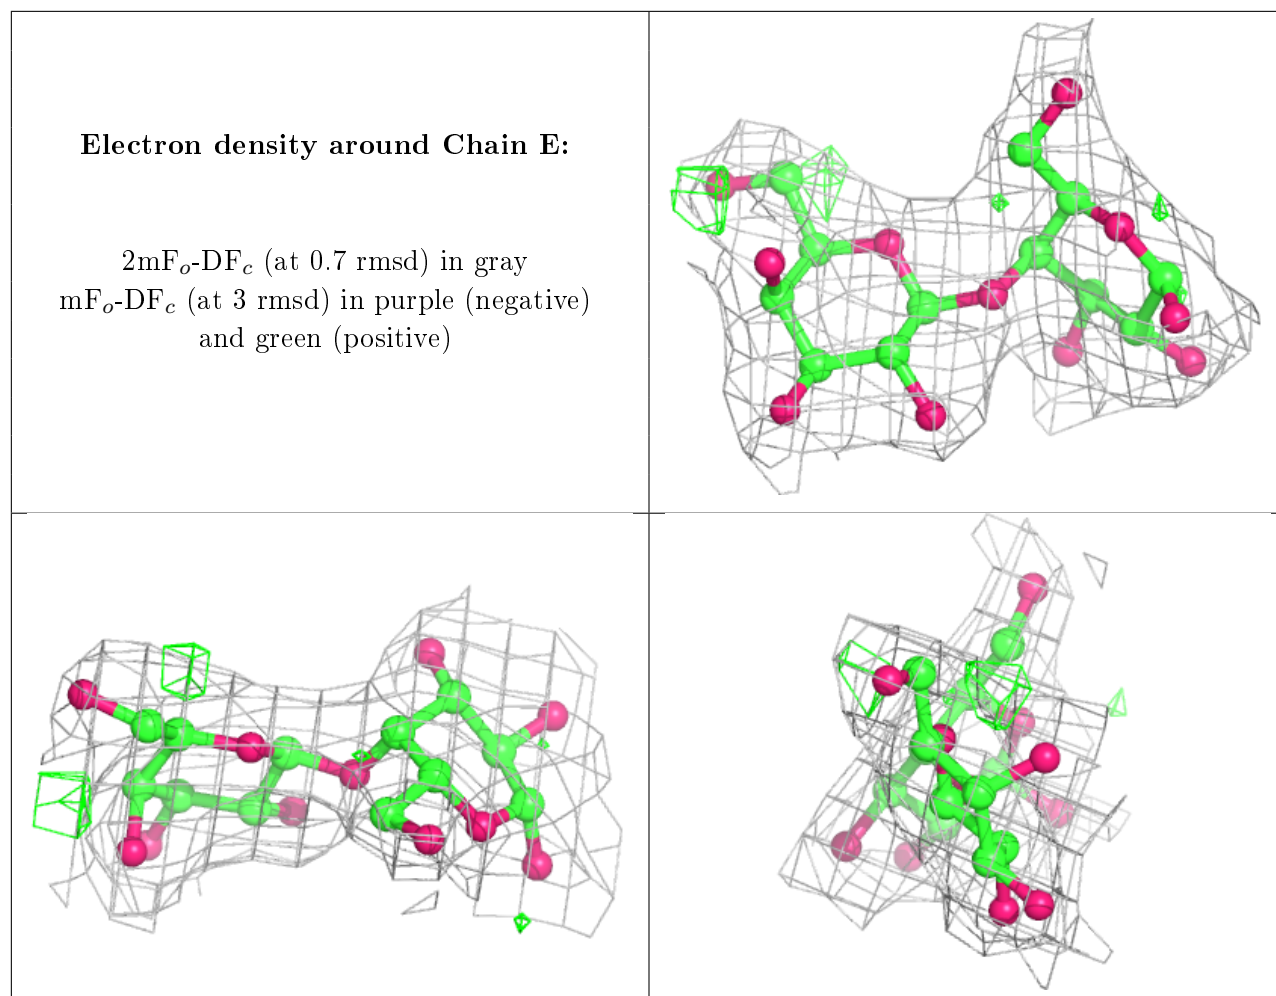 Electron density around Chain E:
2mFₒ-DF𝒸 (at 0.7 rmsd) in gray
mFₒ-DF𝒸 (at 3 rmsd) in purple (negative)
and green (positive)